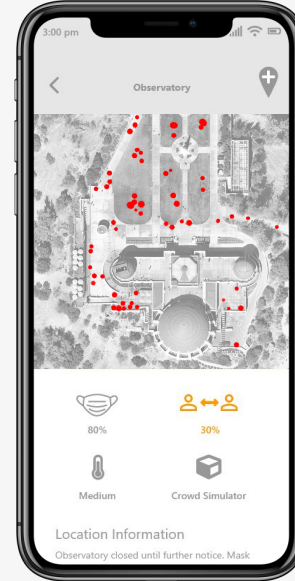 3:00 pm
Observatory
80%
30%
Medium
Crowd Simulator
Location Information
Observatory closed until further notice. Mask